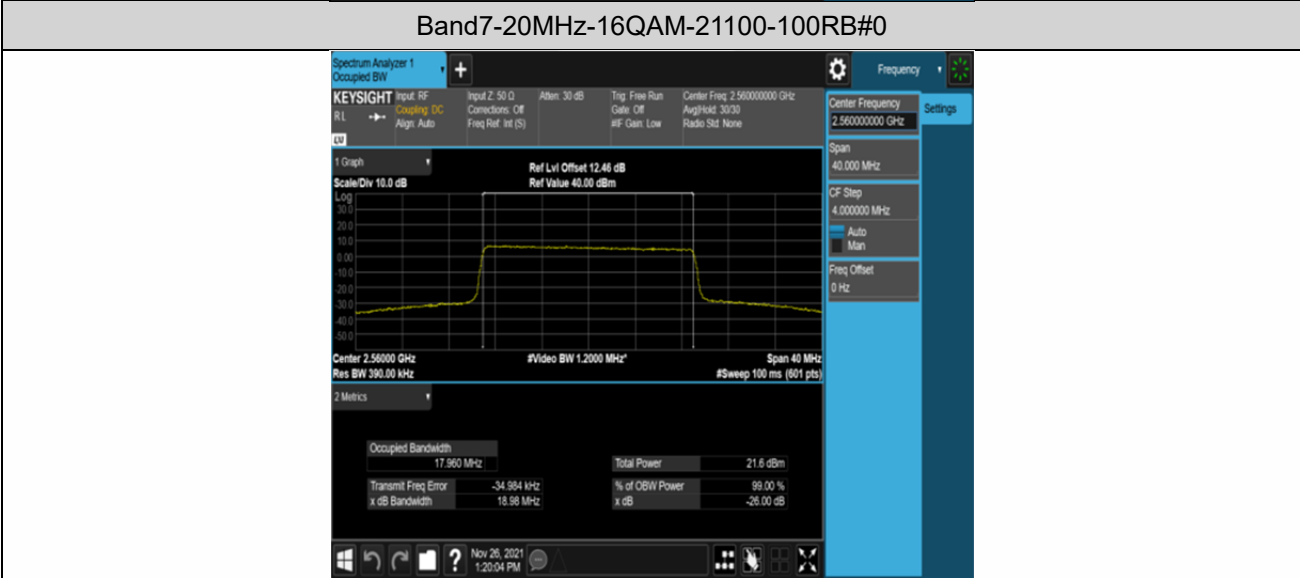 Band7-20MHz-16QAM-21100-100RB#0
Spectrum Analyzer 1
Occupied BW
Frequency
KEYSIGHT
RL
LXI
Input: RF
Coupling: DC
Align: Auto
Input Z: 50 Ω
Corrections: Off
Freq Ref: Int (S)
Atten: 30 dB
Trig: Free Run
Gate: Off
#IF Gain: Low
Center Freq: 2.560000000 GHz
Avg|Hold: 30/30
Radio Std: None
Center Frequency
2.560000000 GHz
Settings
Span
40.000 MHz
CF Step
4.000000 MHz
Auto
Man
Freq Offset
0 Hz
1 Graph
Ref Lvl Offset 12.46 dB
Scale/Div 10.0 dB
Ref Value 40.00 dBm
Log
30.0
20.0
10.0
0.00
-10.0
-20.0
-30.0
-40.0
-50.0
Center 2.56000 GHz
#Video BW 1.2000 MHz*
Span 40 MHz
Res BW 390.00 kHz
#Sweep 100 ms (601 pts)
2 Metrics
Occupied Bandwidth
17.960 MHz
Total Power 21.6 dBm
Transmit Freq Error -34.984 kHz
% of OBW Power 99.00 %
x dB Bandwidth 18.98 MHz
x dB -26.00 dB
?
Nov 26, 2021
1:20:04 PM